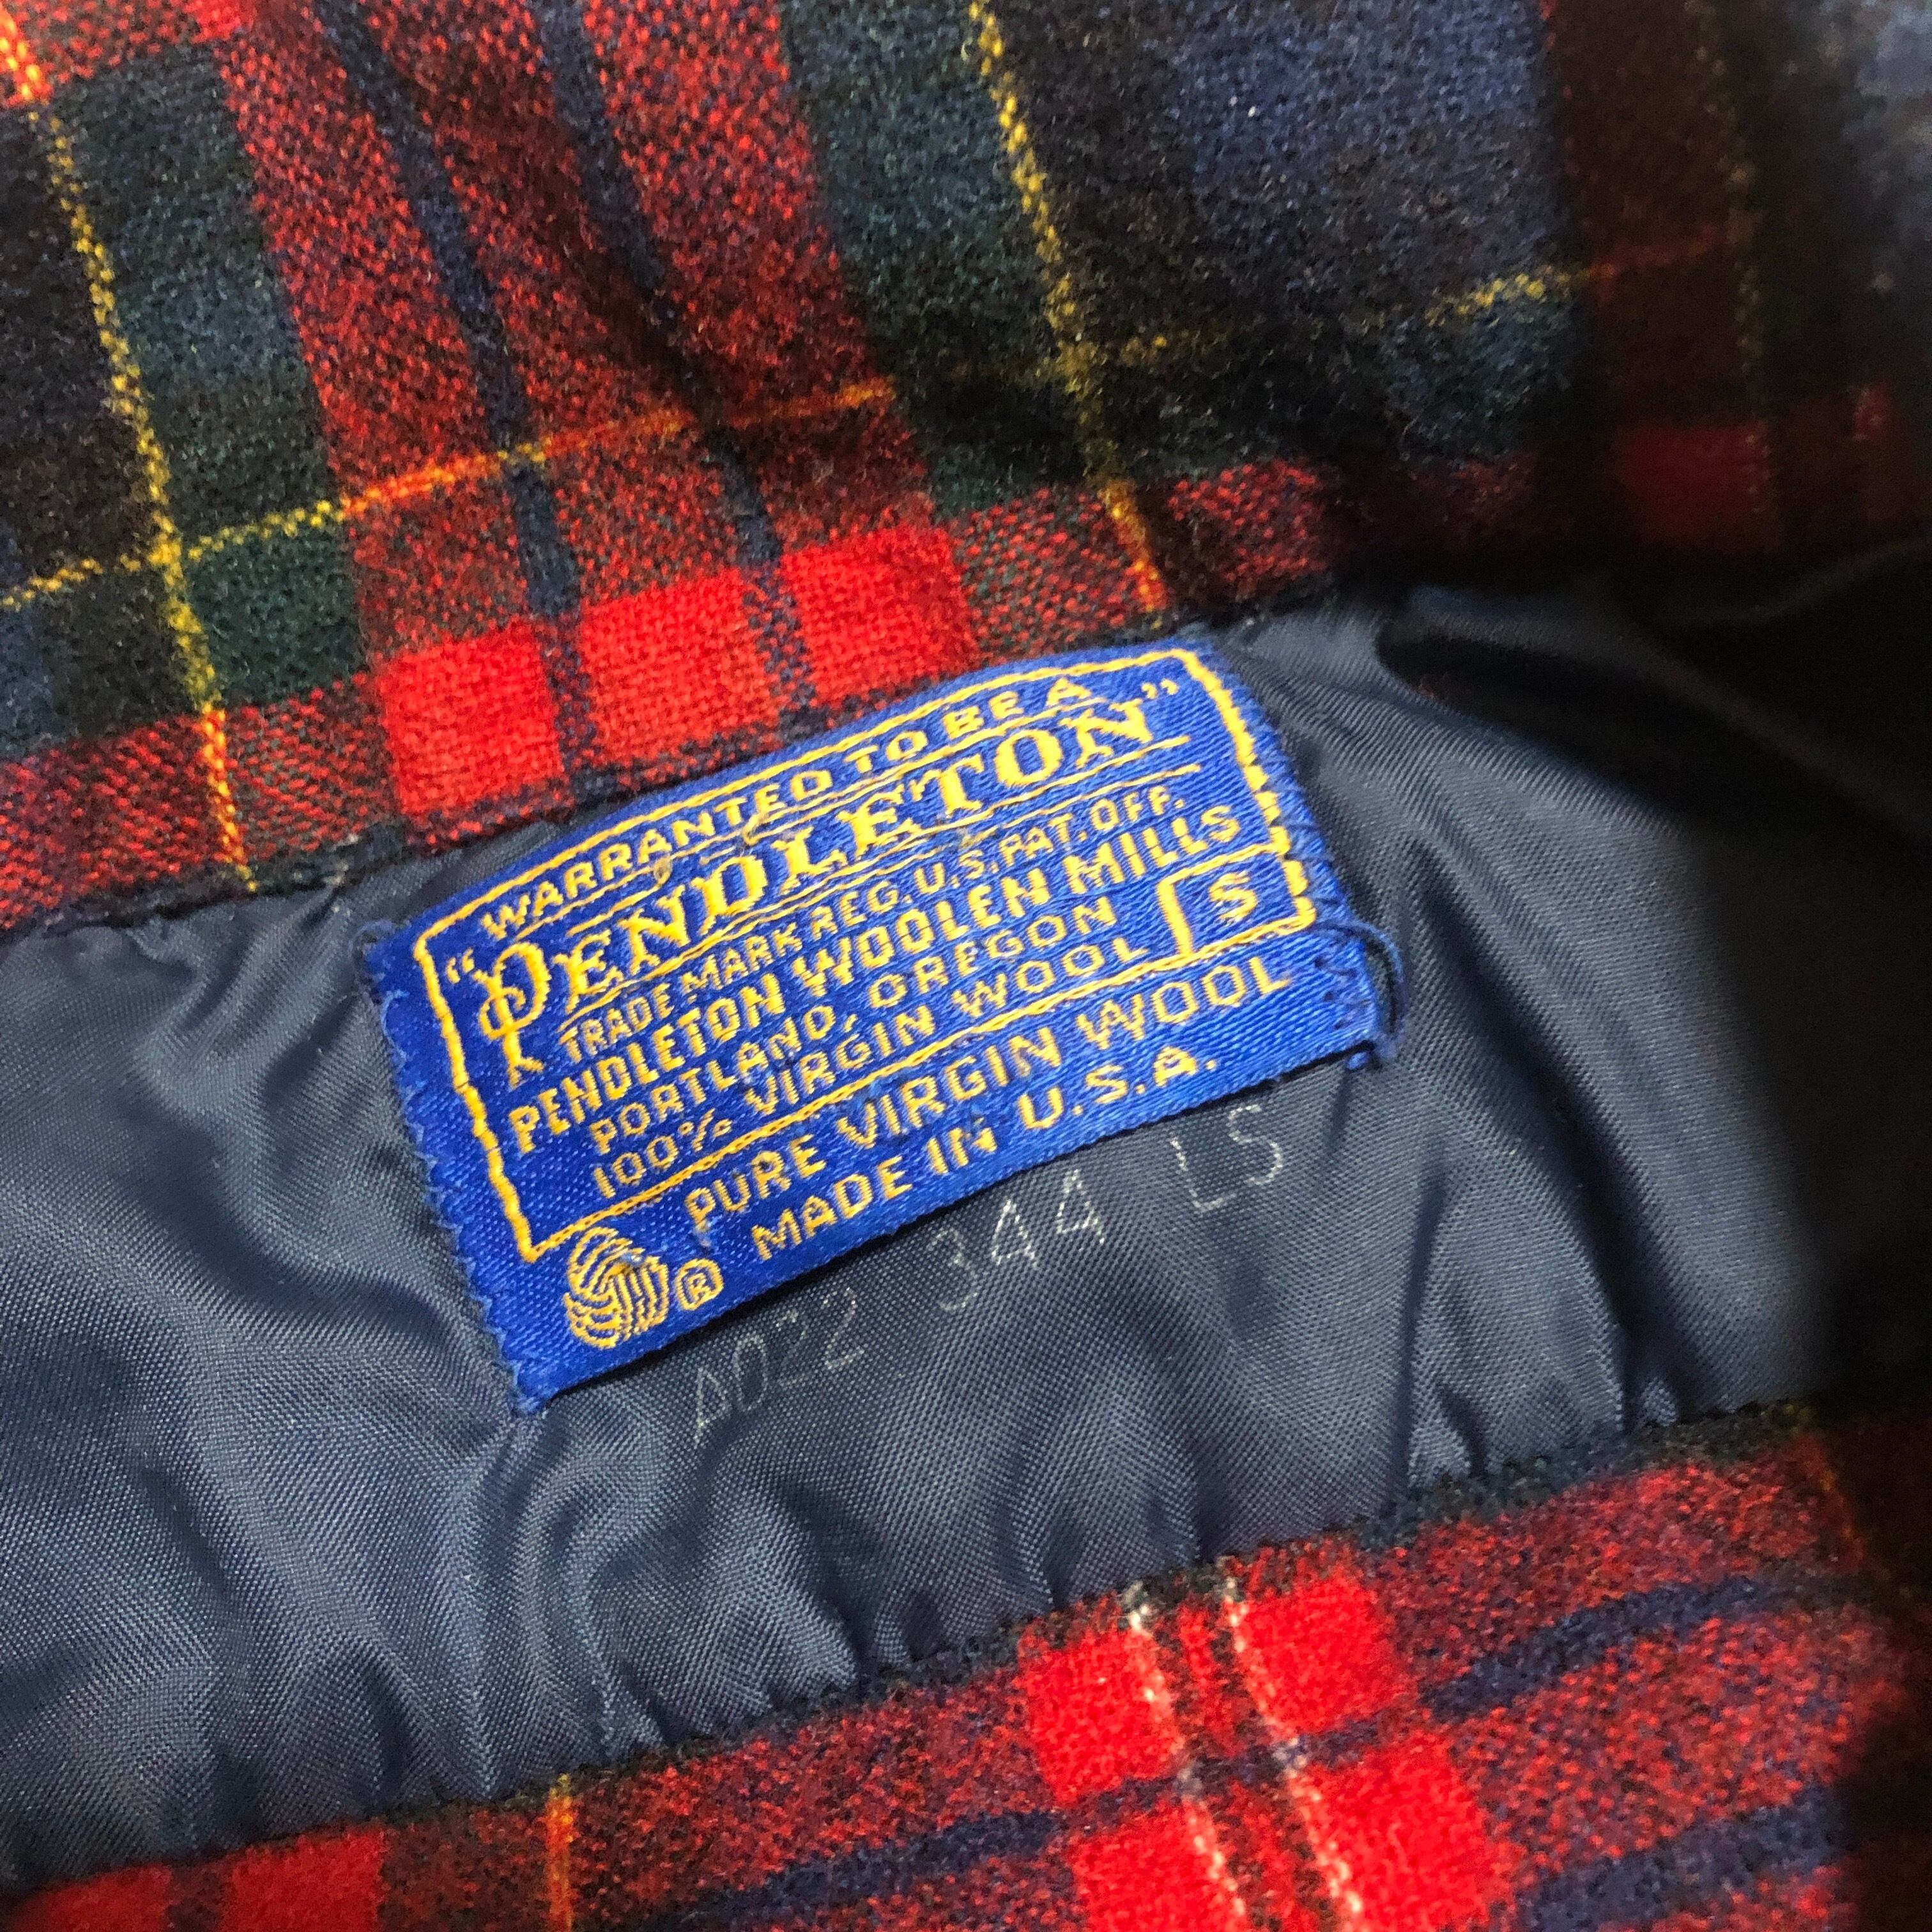 "WARRANTED TO BE A
PENDLETON"
TRADE MARK REG. U.S. PAT. OFF.
PENDLETON WOOLEN MILLS
PORTLAND, OREGON
100% VIRGIN WOOL
S
PURE VIRGIN WOOL
® MADE IN U.S.A.
A022 344 LS